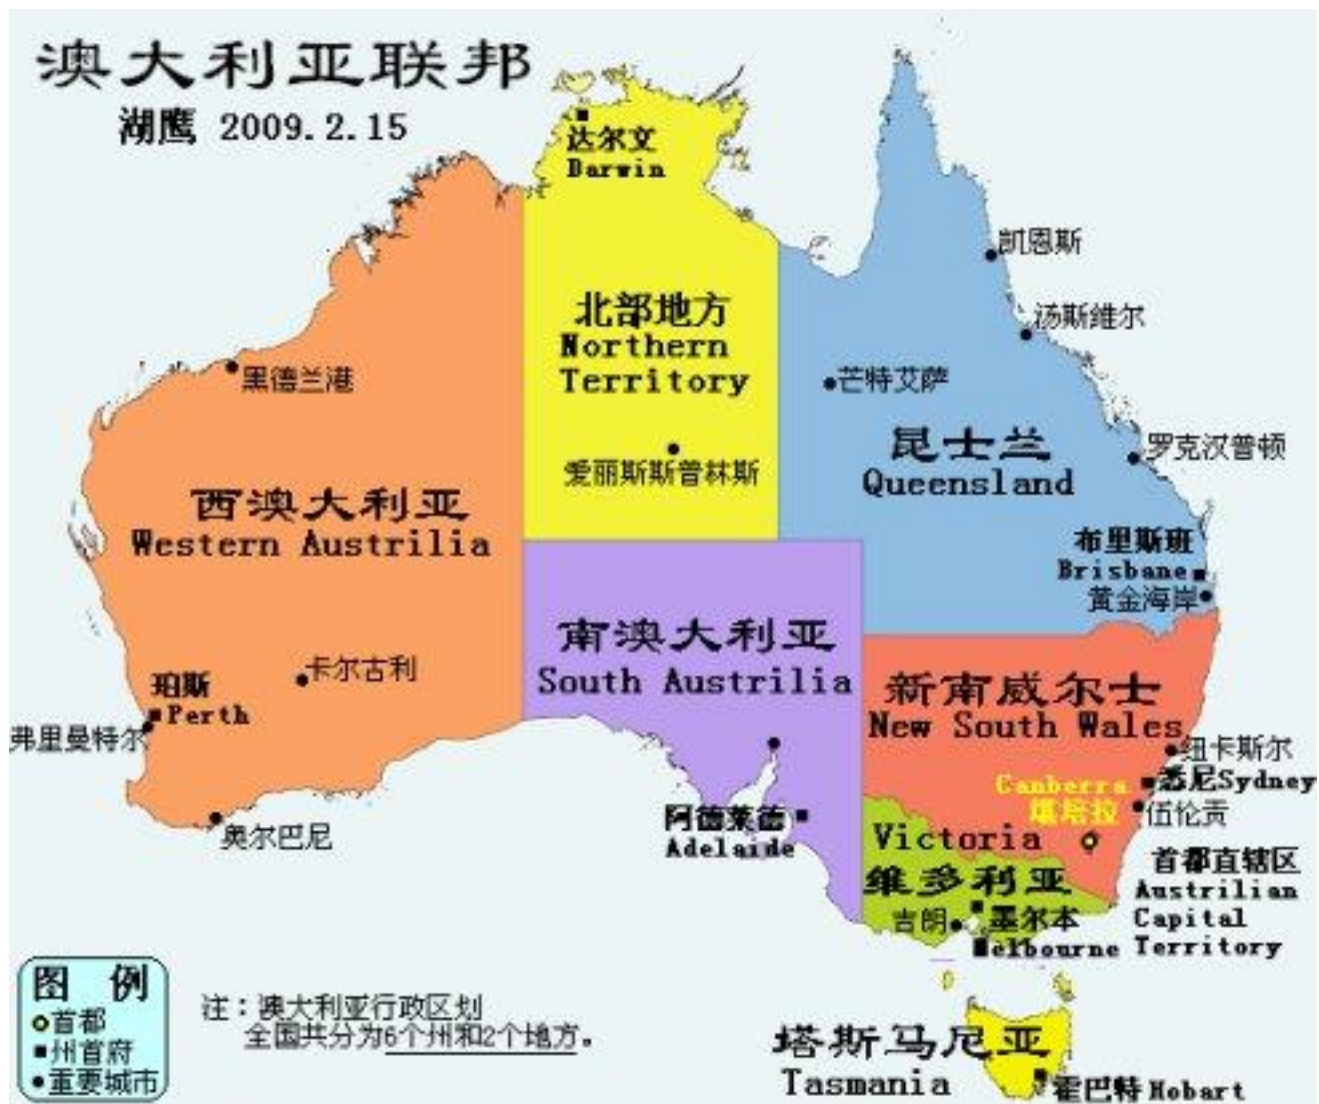 澳大利亚联邦
湖鹰 2009.2.15
达尔文
Darwin
凯恩斯
汤斯维尔
北部地方
Northern
Territory
黑德兰港
芒特艾萨
昆士兰
Queensland
罗克汉普顿
爱丽斯斯普林斯
西澳大利亚
Western Austrilia
布里斯班
Brisbane
黄金海岸
南澳大利亚
South Austrilia
卡尔古利
珀斯
Perth
弗里曼特尔
新南威尔士
New South Wales
纽卡斯尔
Canberra
堪培拉
悉尼Sydney
伍伦贡
奥尔巴尼
阿德莱德
Adelaide
Victoria
维多利亚
首都直辖区
Austrilian
Capital
Territory
吉朗
墨尔本
Melbourne
图 例
首都
州首府
重要城市
注：澳大利亚行政区划
全国共分为6个州和2个地方。
塔斯马尼亚
Tasmania
霍巴特 Hobart